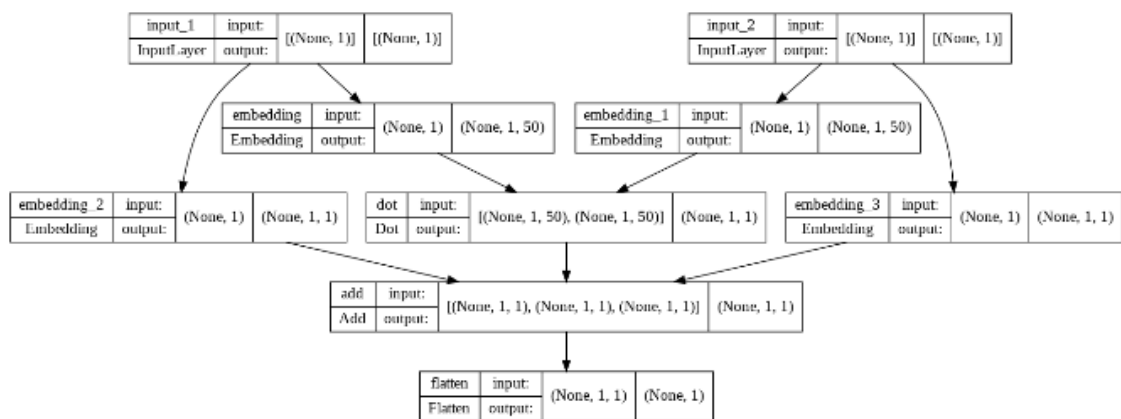 input_1 input: [(None, 1)] [(None, 1)]
InputLayer output:
input_2 input: [(None, 1)] [(None, 1)]
InputLayer output:
embedding input: (None, 1) (None, 1, 50)
Embedding output:
embedding_1 input: (None, 1) (None, 1, 50)
Embedding output:
embedding_2 input: (None, 1) (None, 1, 1)
Embedding output:
dot input: [(None, 1, 50), (None, 1, 50)] (None, 1, 1)
Dot output:
embedding_3 input: (None, 1) (None, 1, 1)
Embedding output:
add input: [(None, 1, 1), (None, 1, 1), (None, 1, 1)] (None, 1, 1)
Add output:
flatten input: (None, 1, 1) (None, 1)
Flatten output: